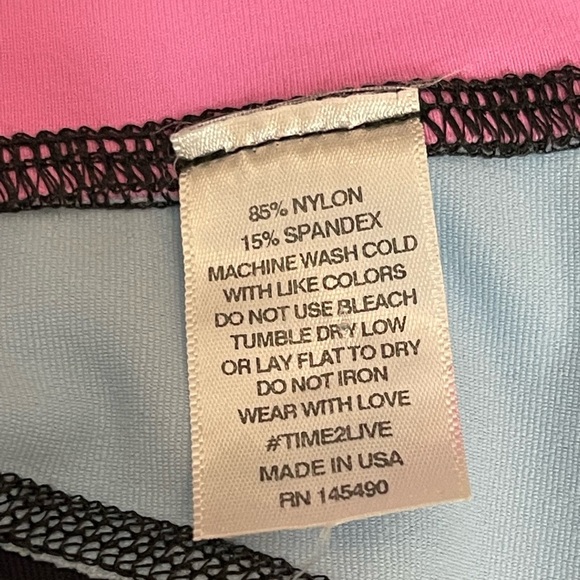 85% NYLON
15% SPANDEX
MACHINE WASH COLD
WITH LIKE COLORS
DO NOT USE BLEACH
TUMBLE DRY LOW
OR LAY FLAT TO DRY
DO NOT IRON
WEAR WITH LOVE
#TIME2LIVE
MADE IN USA
RN 145490